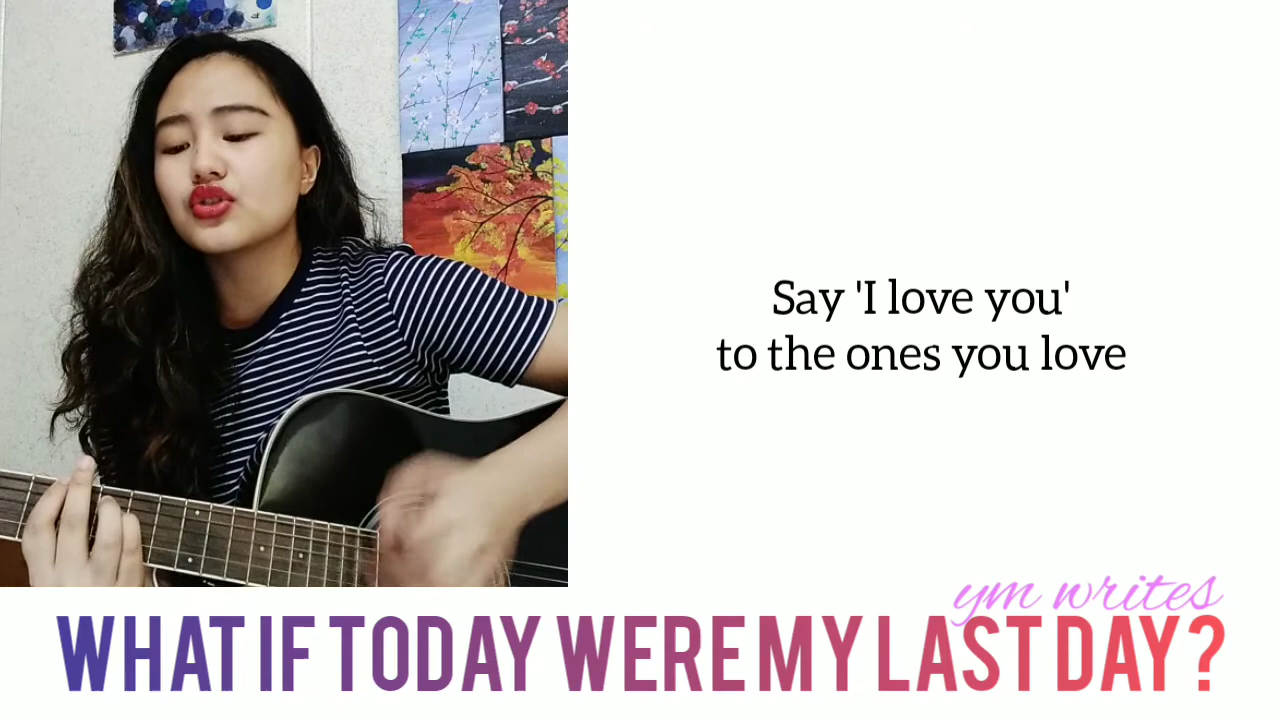 Say 'I love you'
to the ones you love
ym writes
WHAT IF TODAY WERE MY LAST DAY?